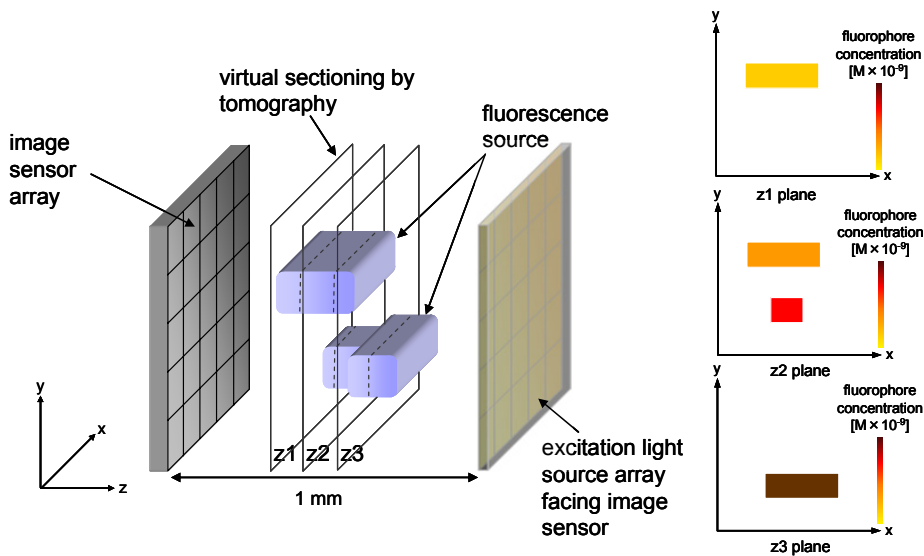 virtual sectioning by
tomography
fluorescence
source
image
sensor
array
y
x
z
z1
z2
z3
1 mm
excitation light
source array
facing image
sensor
y
fluorophore
concentration
[M × 10⁻⁹]
x
z1 plane
y
fluorophore
concentration
[M × 10⁻⁹]
x
z2 plane
y
fluorophore
concentration
[M × 10⁻⁹]
x
z3 plane